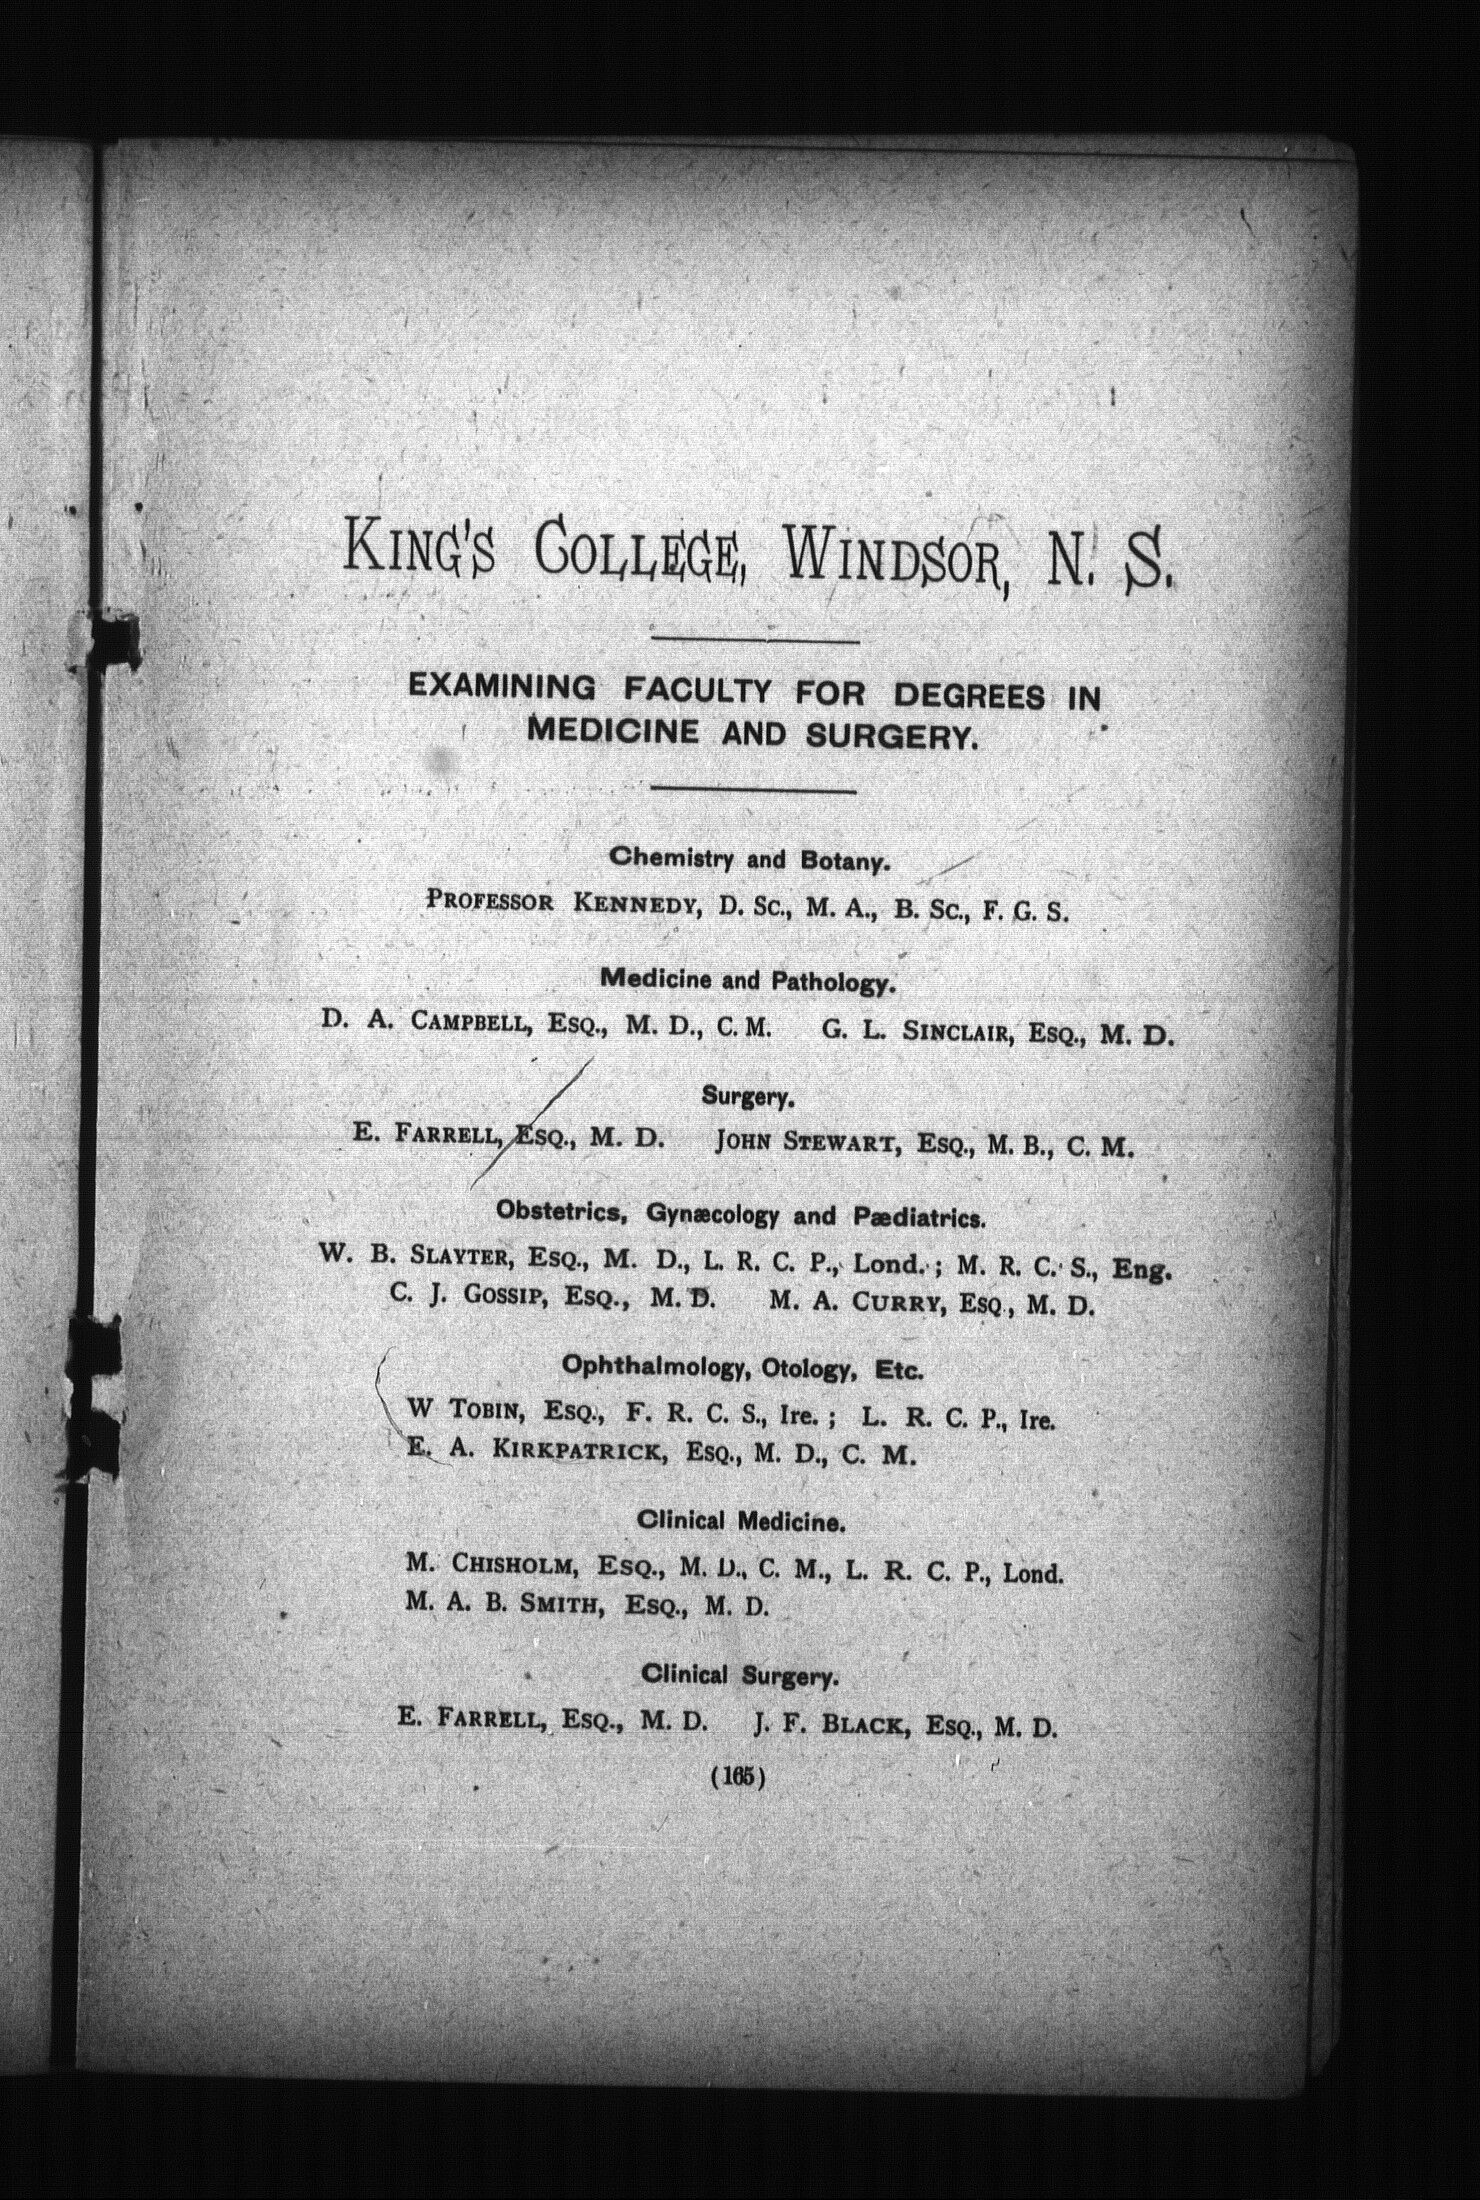 KING'S COLLEGE, WINDSOR, N. S.
EXAMINING FACULTY FOR DEGREES IN
MEDICINE AND SURGERY.
Chemistry and Botany.
PROFESSOR KENNEDY, D. SC., M. A., B. SC., F. G. S.
Medicine and Pathology.
D. A. CAMPBELL, ESQ., M. D., C. M. G. L. SINCLAIR, ESQ., M. D.
Surgery.
E. FARRELL, ESQ., M. D. JOHN STEWART, ESQ., M. B., C. M.
Obstetrics, Gynæcology and Pædiatrics.
W. B. SLAYTER, ESQ., M. D., L. R. C. P., Lond.; M. R. C. S., Eng.
C. J. GOSSIP, ESQ., M. D. M. A. CURRY, ESQ., M. D.
Ophthalmology, Otology, Etc.
W TOBIN, ESQ., F. R. C. S., Ire.; L. R. C. P., Ire.
E. A. KIRKPATRICK, ESQ., M. D., C. M.
Clinical Medicine.
M. CHISHOLM, ESQ., M. D., C. M., L. R. C. P., Lond.
M. A. B. SMITH, ESQ., M. D.
Clinical Surgery.
E. FARRELL, ESQ., M. D. J. F. BLACK, ESQ., M. D.
(165)